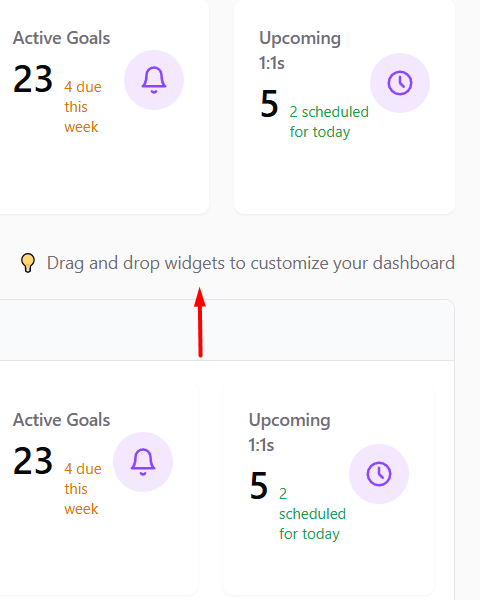 Active Goals
23
4 due
this
week
Upcoming
1:1s
5
2 scheduled
for today
Drag and drop widgets to customize your dashboard
Active Goals
23
4 due
this
week
Upcoming
1:1s
5
2
scheduled
for today